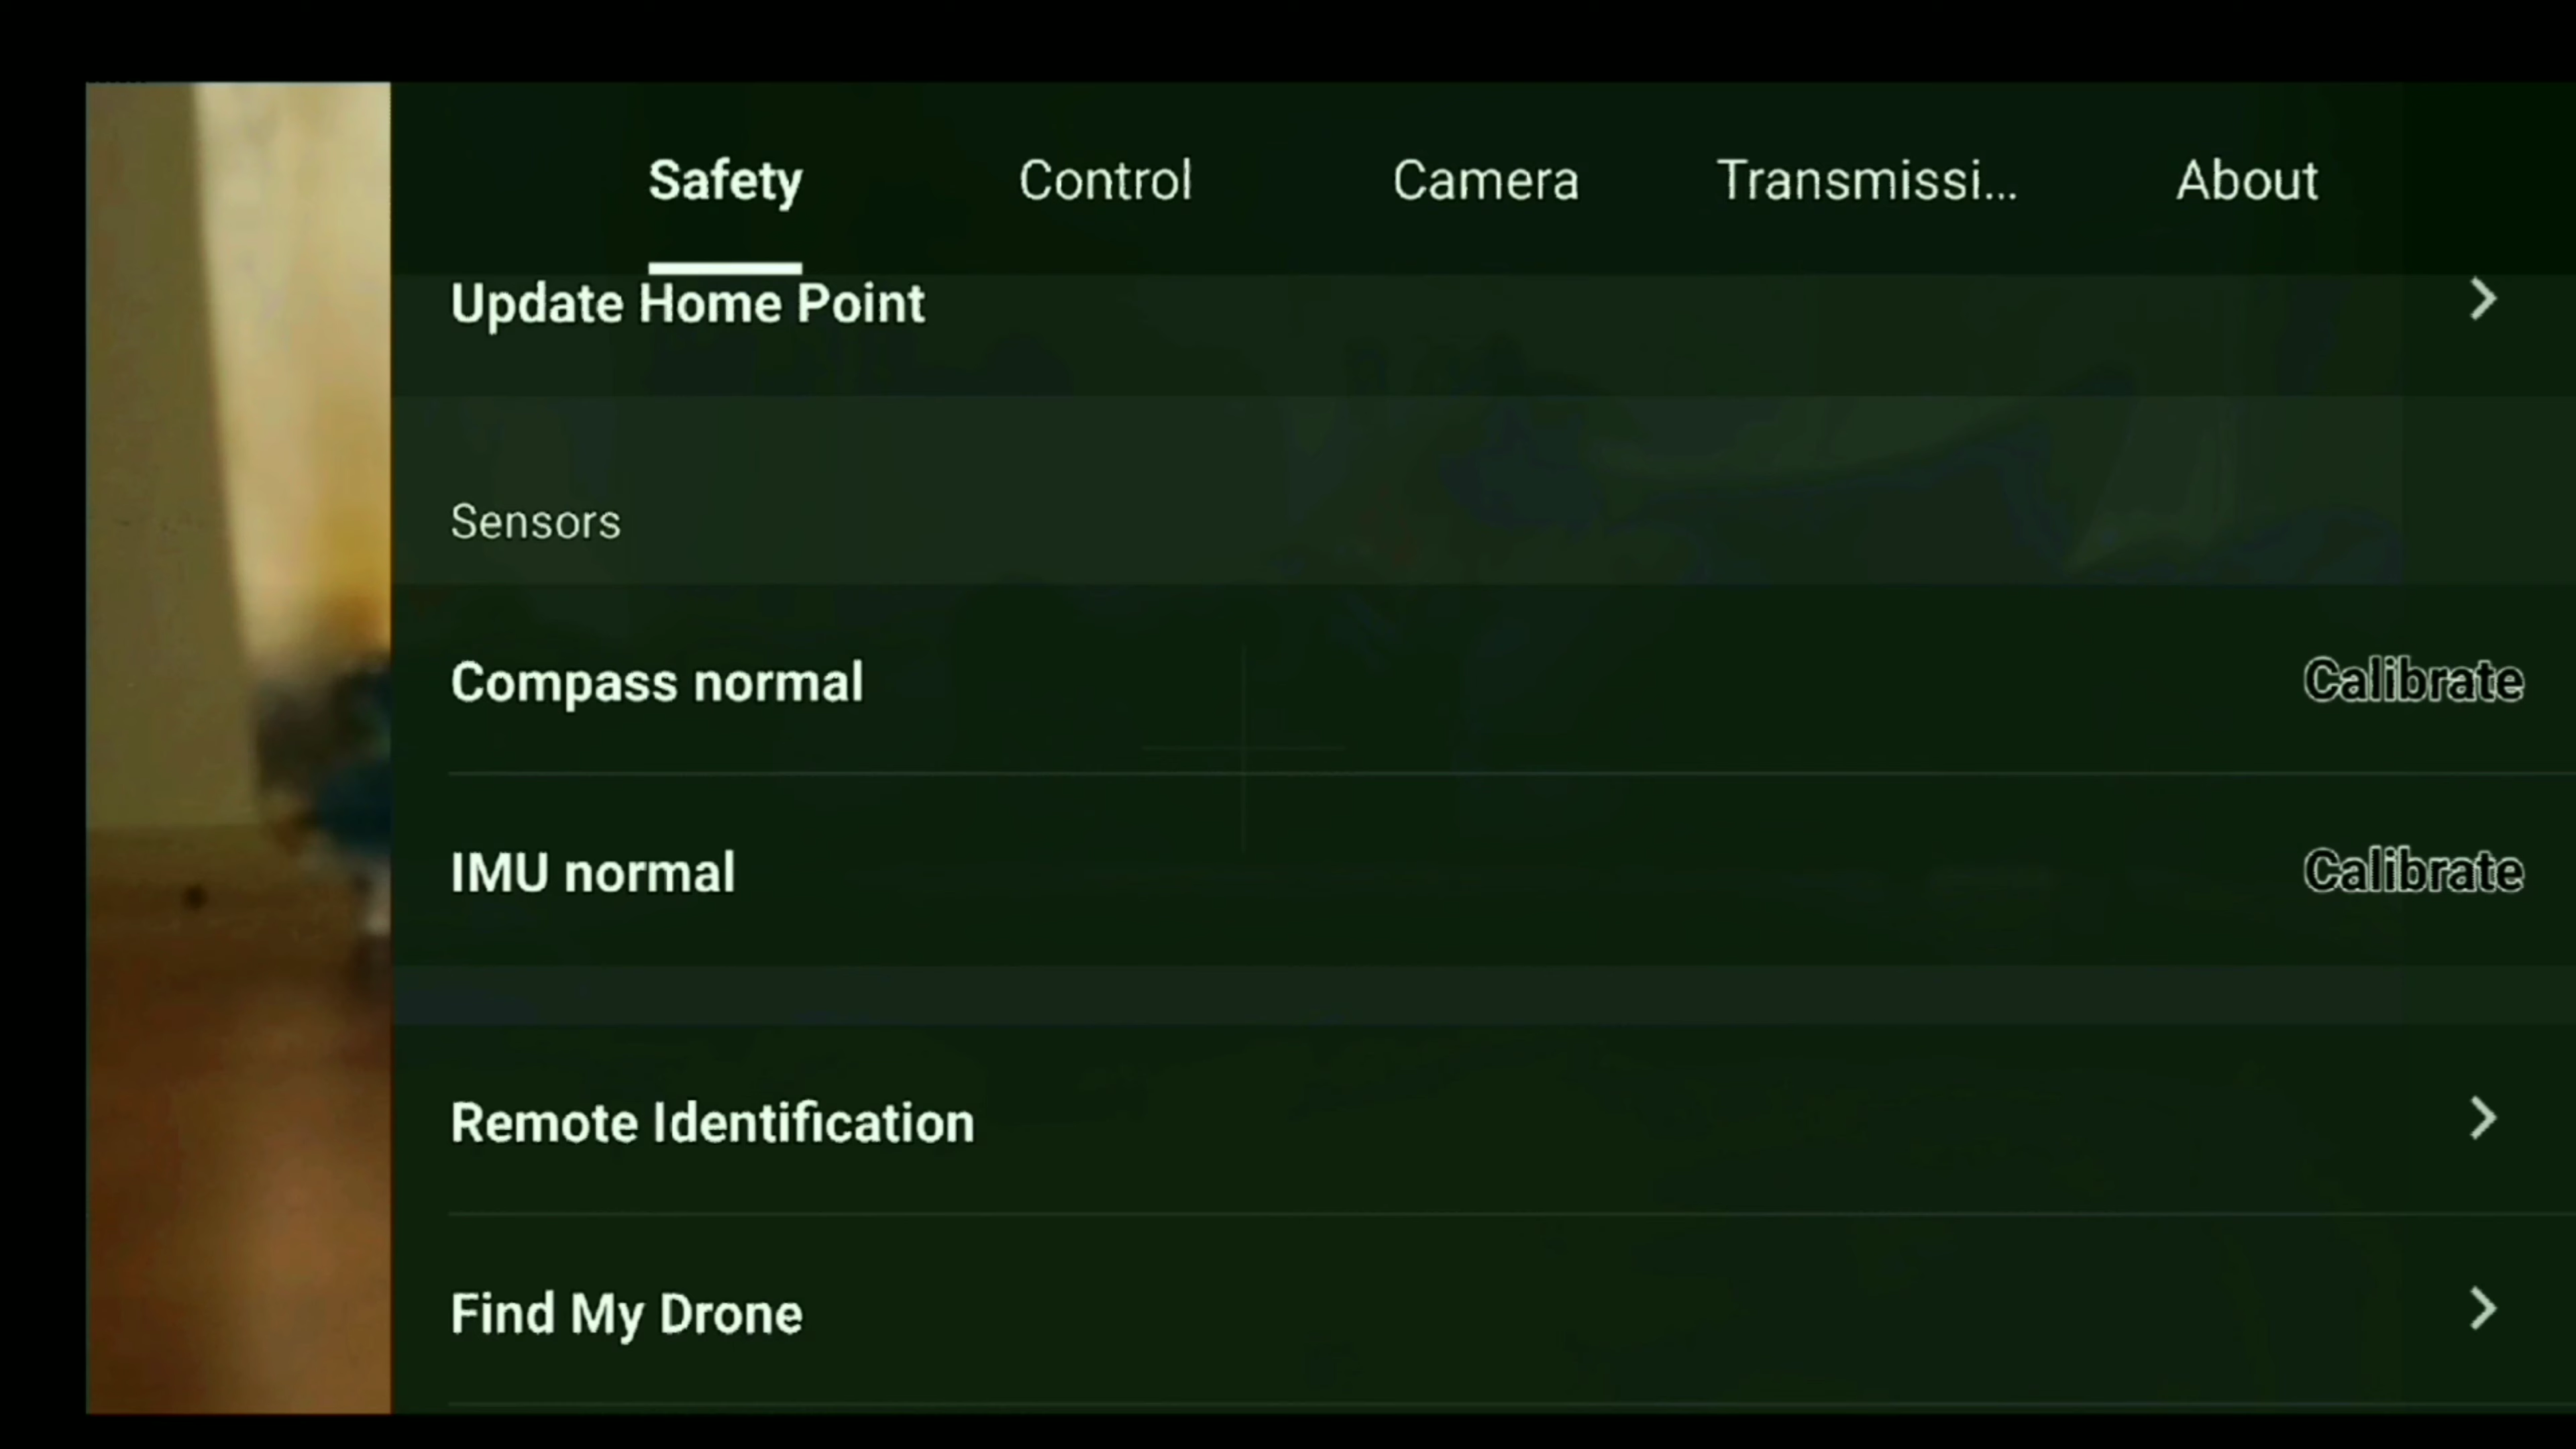 Safety Control Camera Transmissi... About
Update Home Point
Sensors
Compass normal Calibrate
IMU normal Calibrate
Remote Identification
Find My Drone